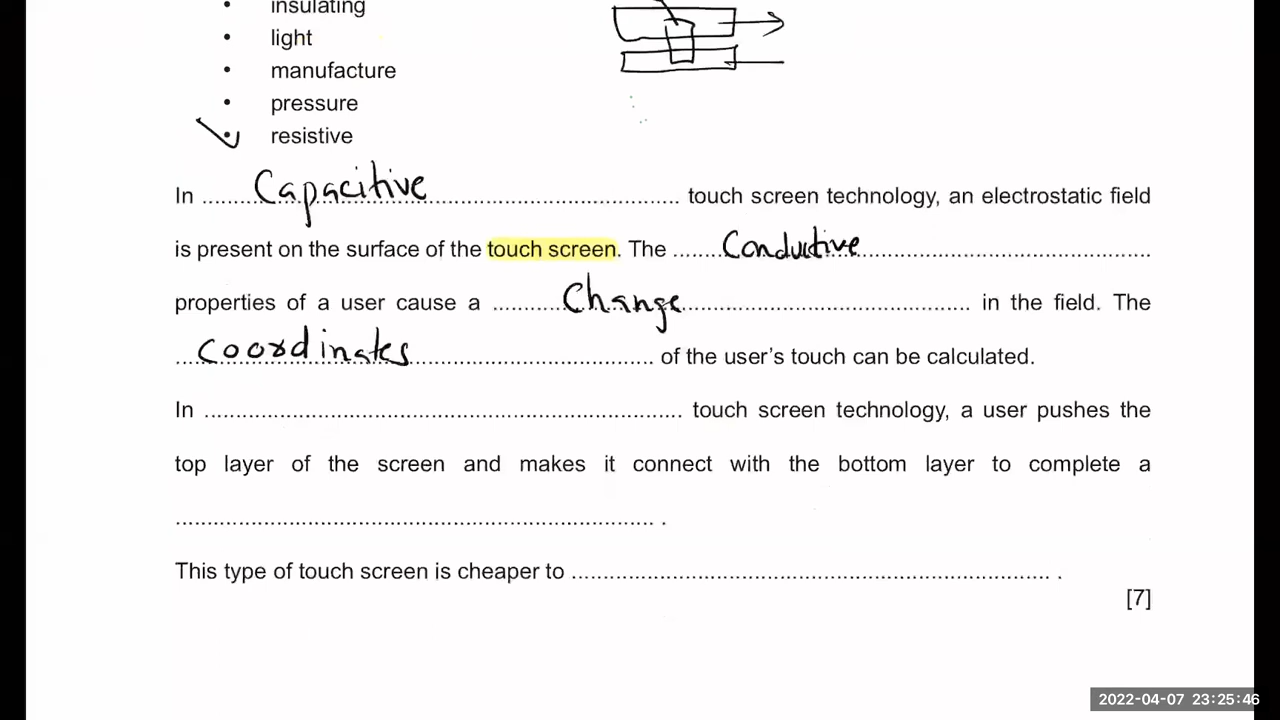 • insulating
• light
• manufacture
• pressure
• resistive
In ........Capacitive........ touch screen technology, an electrostatic field
is present on the surface of the touch screen. The ........Conductive........
properties of a user cause a ........Change........ in the field. The
........coordinates........ of the user's touch can be calculated.
In ........................ touch screen technology, a user pushes the
top layer of the screen and makes it connect with the bottom layer to complete a
........................ .
This type of touch screen is cheaper to ........................ .
[7]
2022-04-07 23:25:46